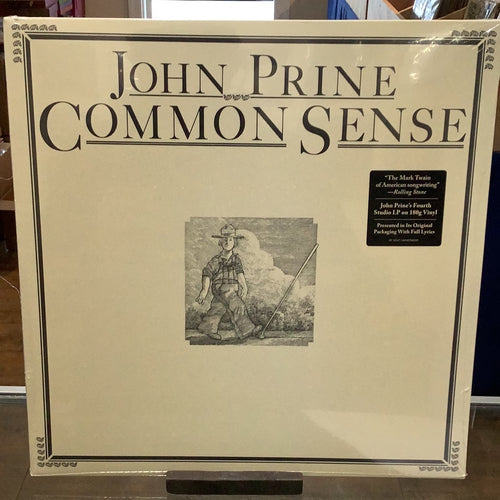 JOHN PRINE
COMMON SENSE
"The Mark Twain
of American songwriting"
—Rolling Stone
John Prine's Fourth
Studio LP on 180g Vinyl
Presented in Its Original
Packaging With Full Lyrics